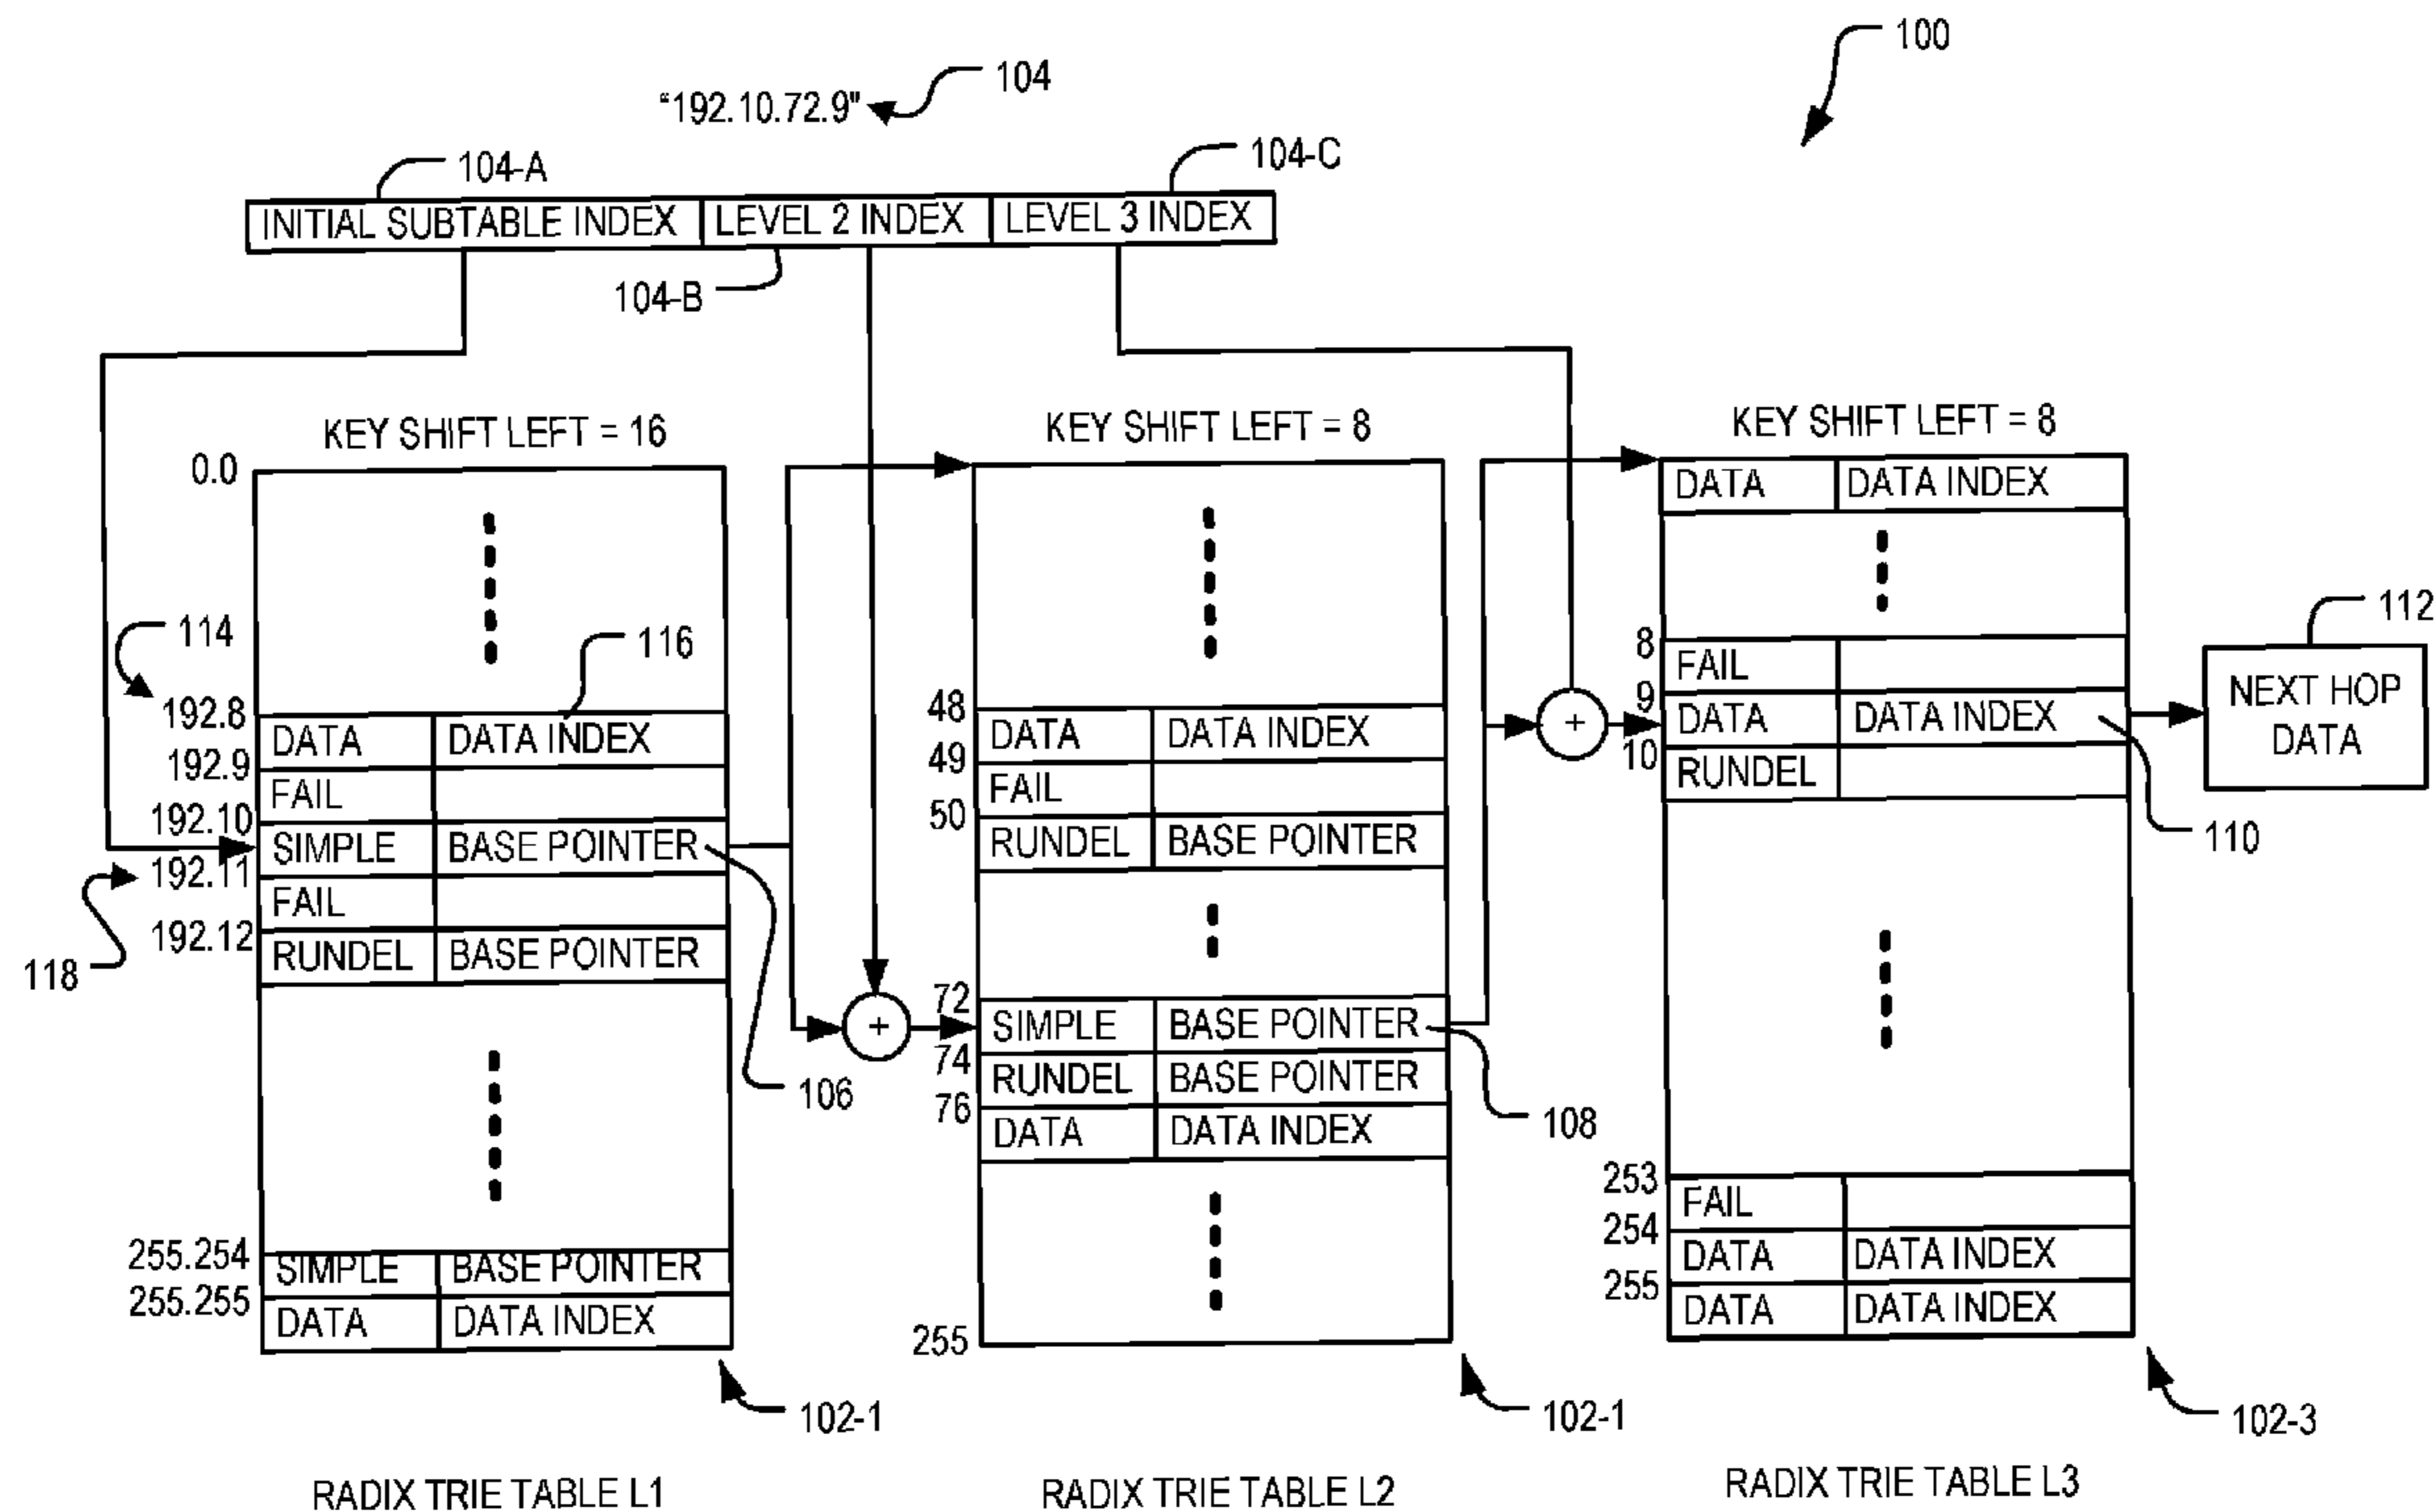 100
104
"192.10.72.9"
104-A
104-C
INITIAL SUBTABLE INDEX LEVEL 2 INDEX LEVEL 3 INDEX
104-B
KEY SHIFT LEFT = 16
0.0
114
116
192.8
DATA DATA INDEX
192.9
FAIL
192.10
SIMPLE BASE POINTER
192.11
FAIL
192.12
RUNDEL BASE POINTER
118
106
255.254
SIMPLE BASE POINTER
255.255
DATA DATA INDEX
102-1
RADIX TRIE TABLE L1
KEY SHIFT LEFT = 8
48
DATA DATA INDEX
49
FAIL
50
RUNDEL BASE POINTER
+
72
SIMPLE BASE POINTER
74
RUNDEL BASE POINTER
76
DATA DATA INDEX
108
255
102-1
RADIX TRIE TABLE L2
KEY SHIFT LEFT = 8
DATA DATA INDEX
8
FAIL
9
+
DATA DATA INDEX
10
RUNDEL
110
112
NEXT HOP
DATA
253
FAIL
254
DATA DATA INDEX
255
DATA DATA INDEX
102-3
RADIX TRIE TABLE L3